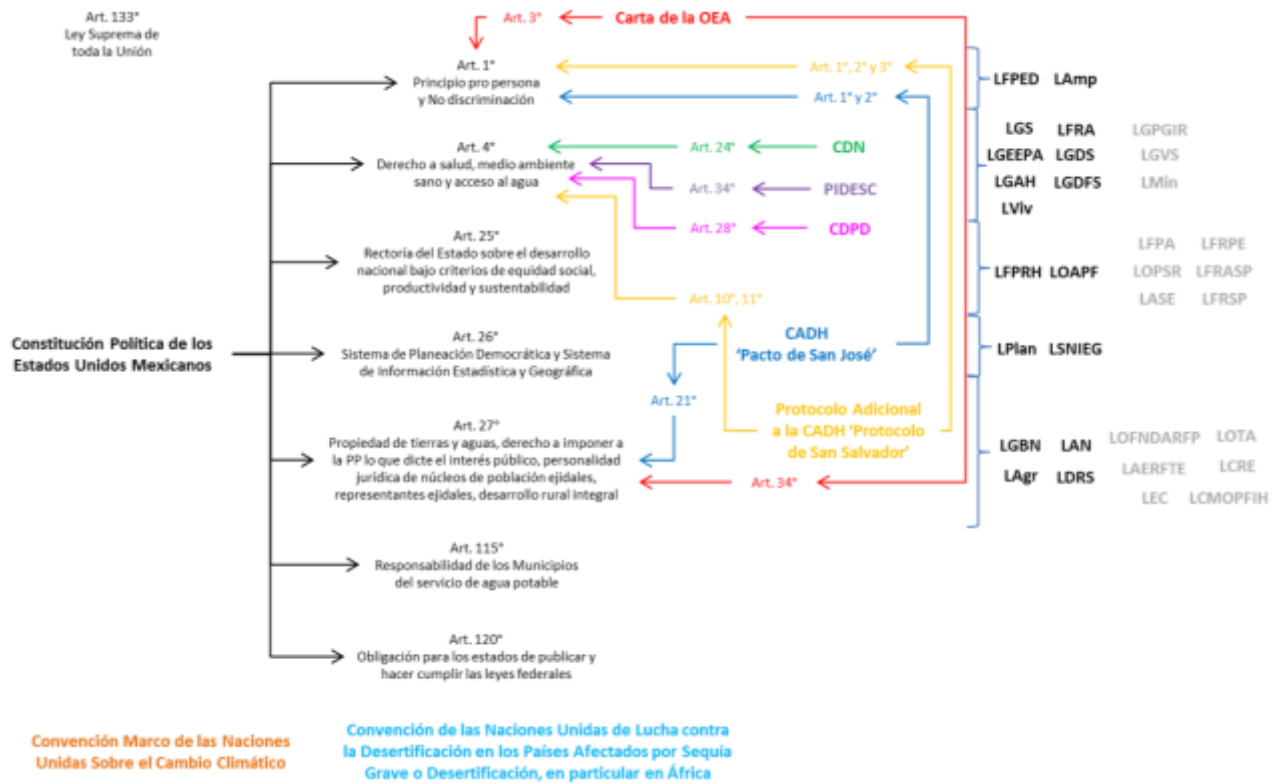 Art. 133°
Ley Suprema de
toda la Unión
Art. 3°
Carta de la OEA
Art. 1°
Principio pro persona
y No discriminación
Art. 1°, 2° y 3°
Art. 1° y 2°
LFPED LAmp
Art. 4°
Derecho a salud, medio ambiente
sano y acceso al agua
Art. 24°
CDN
Art. 34°
PIDESC
Art. 28°
CDPD
LGS LFRA LGPGIR
LGEEPA LGDS LGVS
LGAH LGDFS LMin
LViv
Art. 25°
Rectoría del Estado sobre el desarrollo
nacional bajo criterios de equidad social,
productividad y sustentabilidad
Art. 10°, 11°
LFPRH LOAPF
LFPA LFRPE
LOPSR LFRASP
LASE LFRSP
Constitución Política de los
Estados Unidos Mexicanos
Art. 26°
Sistema de Planeación Democrática y Sistema
de Información Estadística y Geográfica
CADH
‘Pacto de San José’
LPlan LSNIEG
Art. 21°
Art. 27°
Propiedad de tierras y aguas, derecho a imponer a
la PP lo que dicte el interés público, personalidad
jurídica de núcleos de población ejidales,
representantes ejidales, desarrollo rural integral
Protocolo Adicional
a la CADH ‘Protocolo
de San Salvador’
Art. 34°
LGBN LAN LOFNDARFP LOTA
LAgr LDRS LAERFTE LCRE
LEC LCMOPFIH
Art. 115°
Responsabilidad de los Municipios
del servicio de agua potable
Art. 120°
Obligación para los estados de publicar y
hacer cumplir las leyes federales
Convención Marco de las Naciones
Unidas Sobre el Cambio Climático
Convención de las Naciones Unidas de Lucha contra
la Desertificación en los Países Afectados por Sequía
Grave o Desertificación, en particular en África